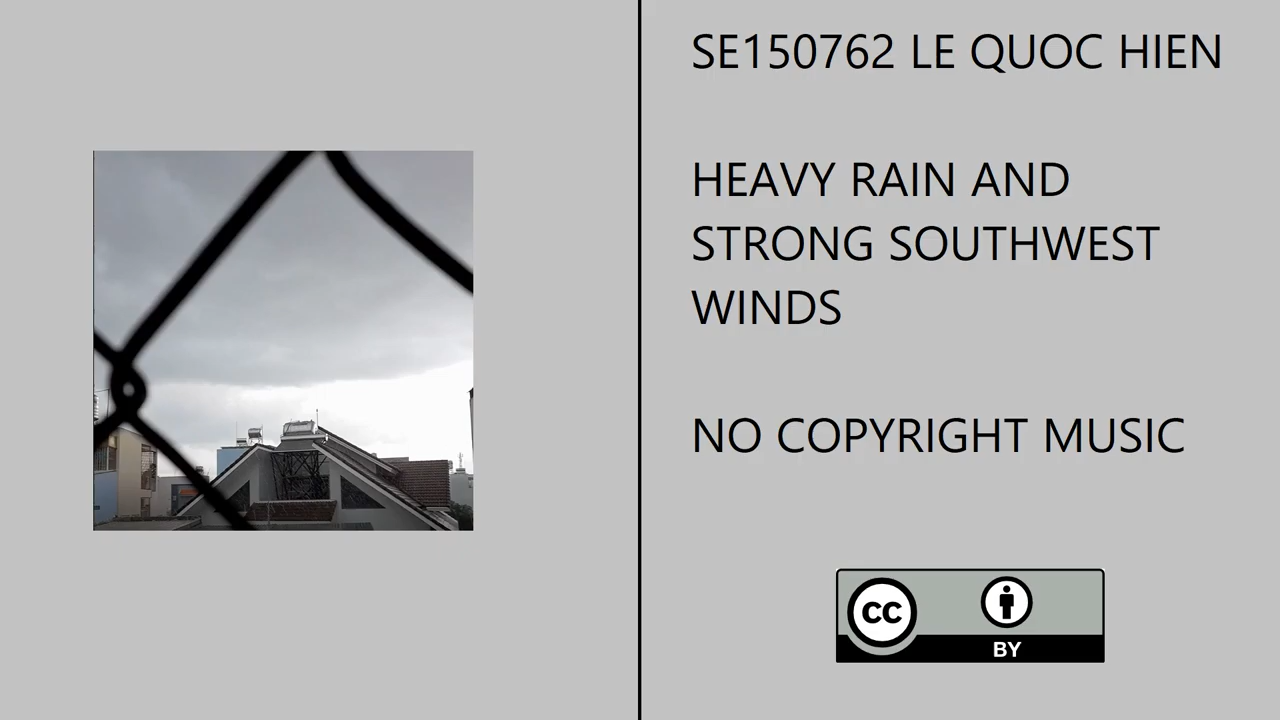 SE150762 LE QUOC HIEN
HEAVY RAIN AND
STRONG SOUTHWEST
WINDS
NO COPYRIGHT MUSIC
CC
BY